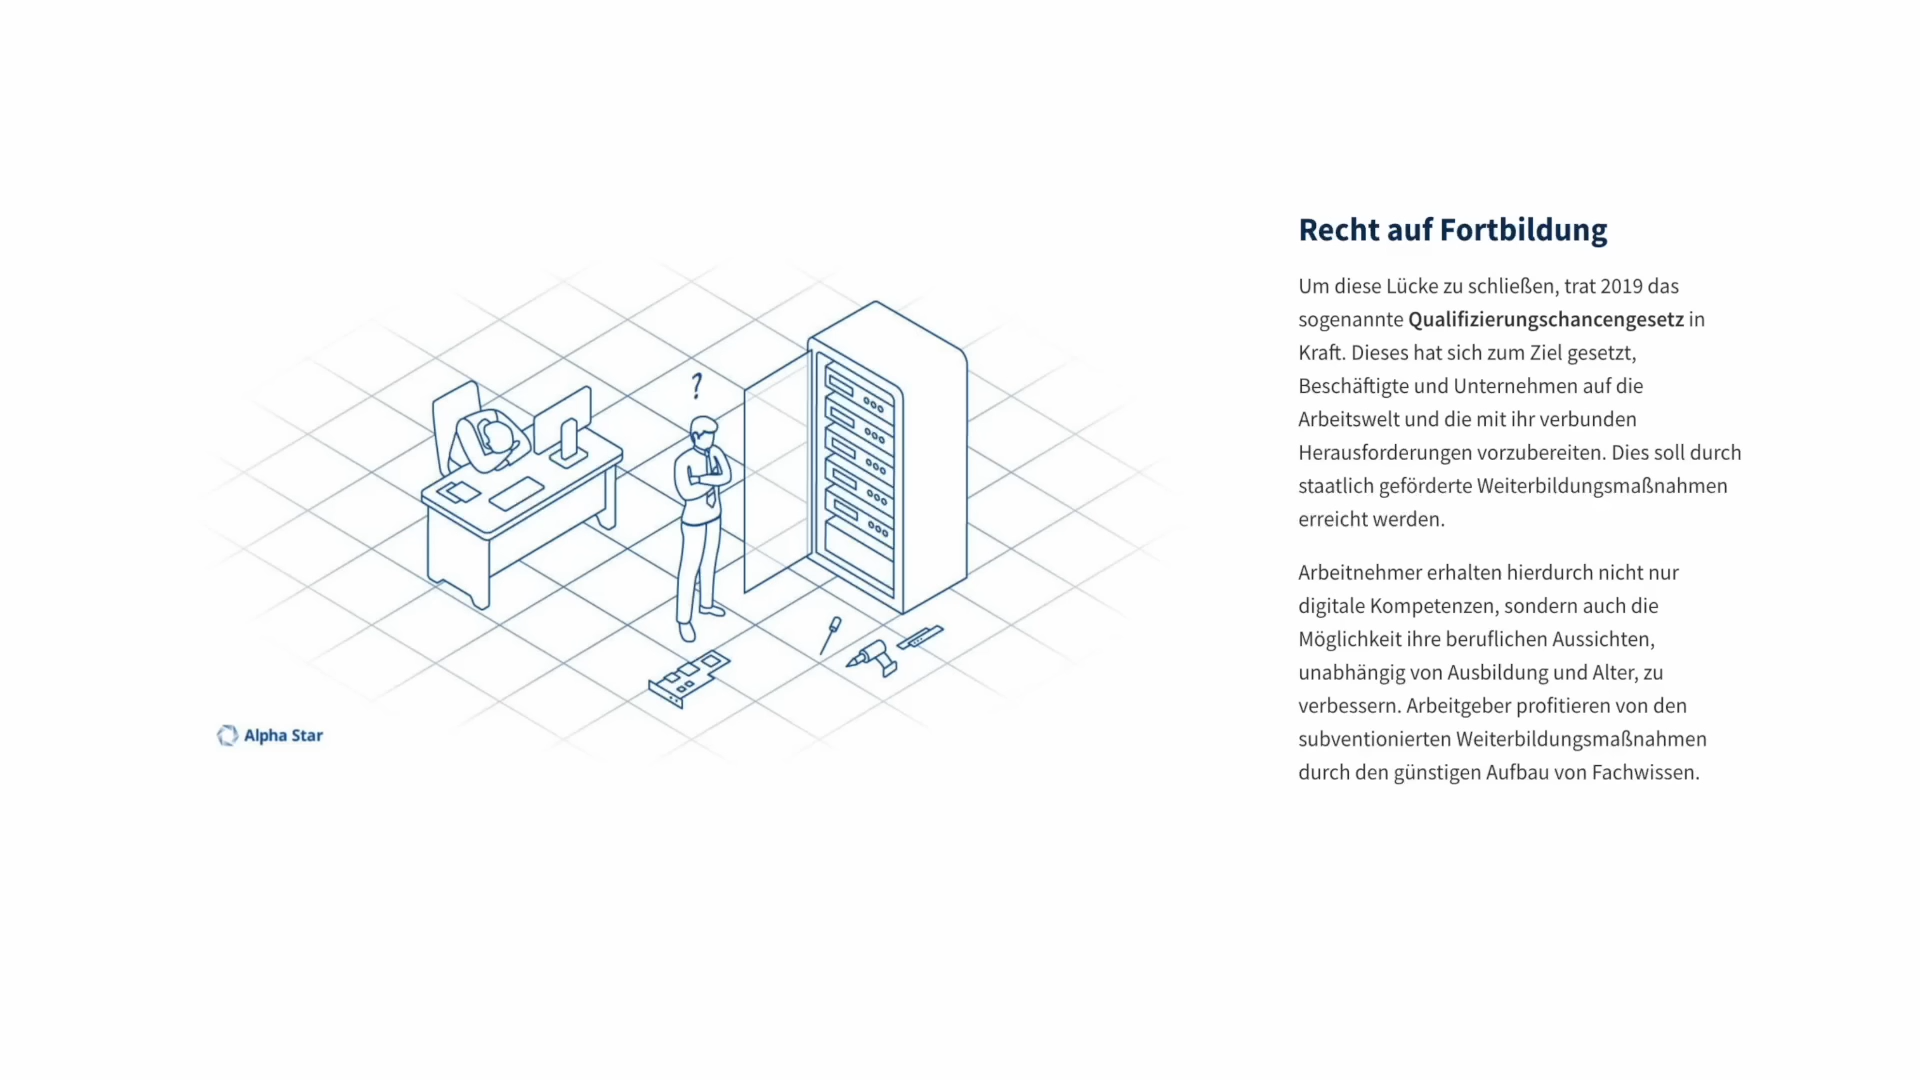 ?
Alpha Star
Recht auf Fortbildung
Um diese Lücke zu schließen, trat 2019 das
sogenannte Qualifizierungschancengesetz in
Kraft. Dieses hat sich zum Ziel gesetzt,
Beschäftigte und Unternehmen auf die
Arbeitswelt und die mit ihr verbunden
Herausforderungen vorzubereiten. Dies soll durch
staatlich geförderte Weiterbildungsmaßnahmen
erreicht werden.
Arbeitnehmer erhalten hierdurch nicht nur
digitale Kompetenzen, sondern auch die
Möglichkeit ihre beruflichen Aussichten,
unabhängig von Ausbildung und Alter, zu
verbessern. Arbeitgeber profitieren von den
subventionierten Weiterbildungsmaßnahmen
durch den günstigen Aufbau von Fachwissen.